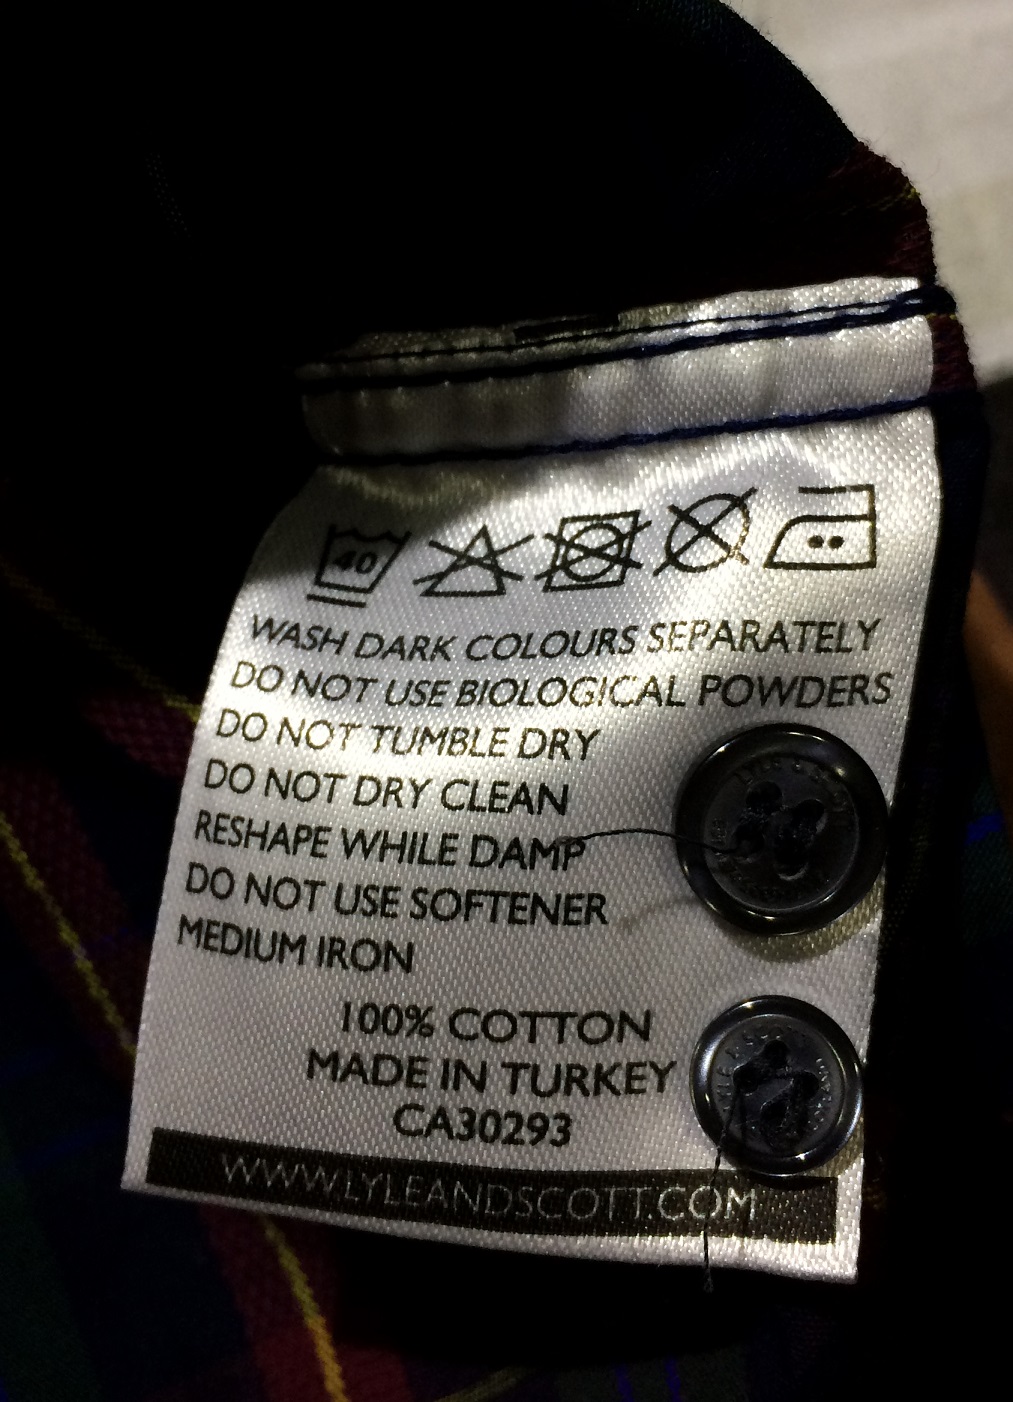 40
WASH DARK COLOURS SEPARATELY
DO NOT USE BIOLOGICAL POWDERS
DO NOT TUMBLE DRY
DO NOT DRY CLEAN
RESHAPE WHILE DAMP
DO NOT USE SOFTENER
MEDIUM IRON
100% COTTON
MADE IN TURKEY
CA30293
WWW.LYLEANDSCOTT.COM